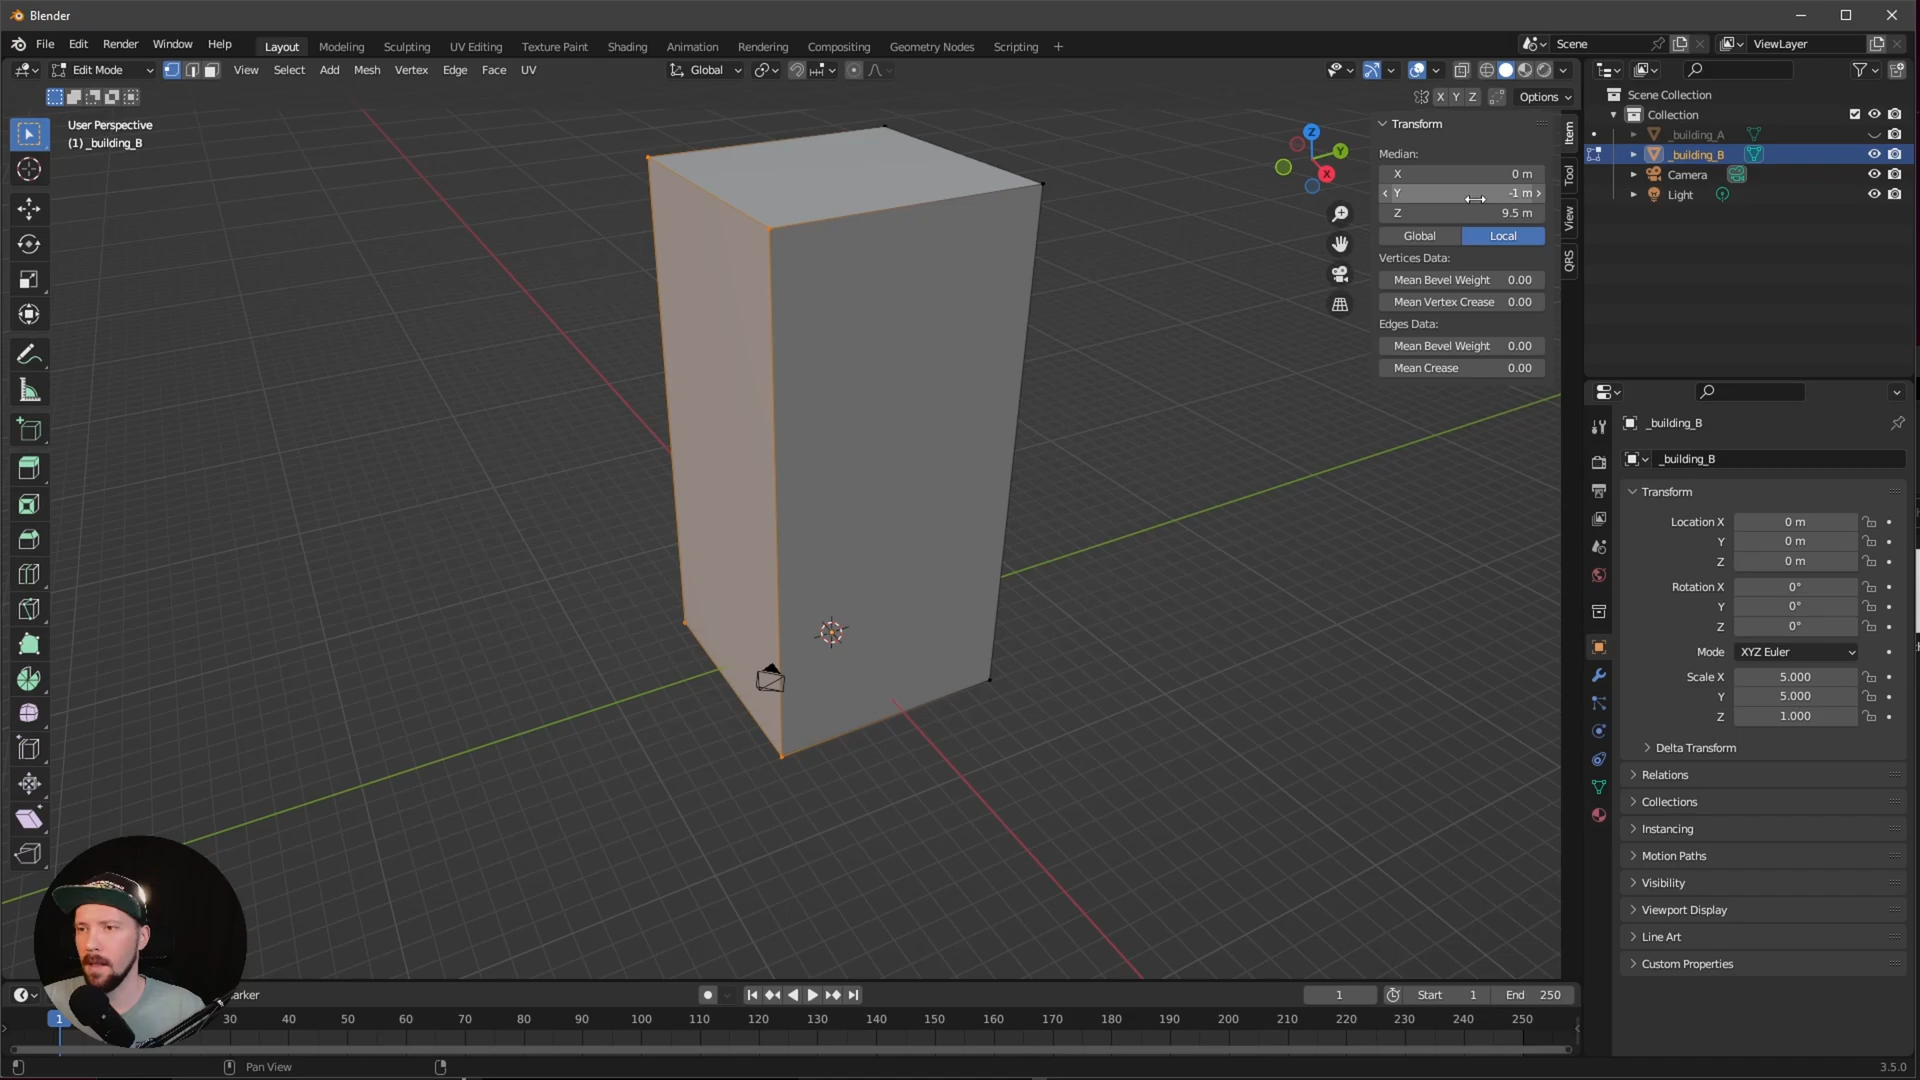 Blender
File Edit Render Window Help Layout Modeling Sculpting UV Editing Texture Paint Shading Animation Rendering Compositing Geometry Nodes Scripting + Scene ViewLayer
Edit Mode View Select Add Mesh Vertex Edge Face UV Global
X Y Z Options
User Perspective
(1) _building_B
Z
Y
X
Transform
Median:
X 0 m
Y -1 m
Z 9.5 m
Global Local
Vertices Data:
Mean Bevel Weight 0.00
Mean Vertex Crease 0.00
Edges Data:
Mean Bevel Weight 0.00
Mean Crease 0.00
Item
Tool
View
QRS
Scene Collection
Collection
_building_A
_building_B
Camera
Light
_building_B
_building_B
Transform
Location X 0 m
Y 0 m
Z 0 m
Rotation X 0°
Y 0°
Z 0°
Mode XYZ Euler
Scale X 5.000
Y 5.000
Z 1.000
Delta Transform
Relations
Collections
Instancing
Motion Paths
Visibility
Viewport Display
Line Art
Custom Properties
arker 1 Start 1 End 250
1 30 40 50 60 70 80 90 100 110 120 130 140 150 160 170 180 190 200 210 220 230 240 250
Pan View 3.5.0